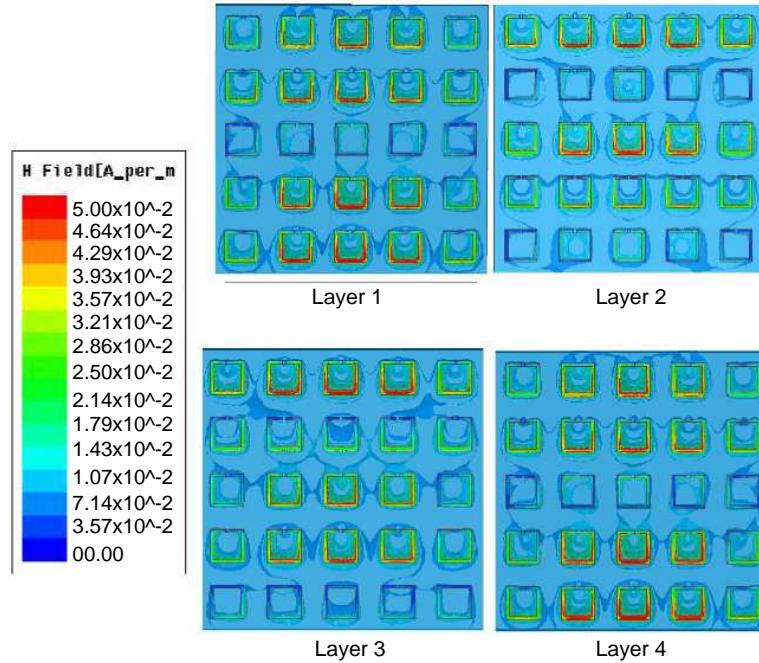 Layer 1
Layer 2
H Field[A_per_m
5.00x10^-2
4.64x10^-2
4.29x10^-2
3.93x10^-2
3.57x10^-2
3.21x10^-2
2.86x10^-2
2.50x10^-2
2.14x10^-2
1.79x10^-2
1.43x10^-2
1.07x10^-2
7.14x10^-2
3.57x10^-2
00.00
Layer 3
Layer 4